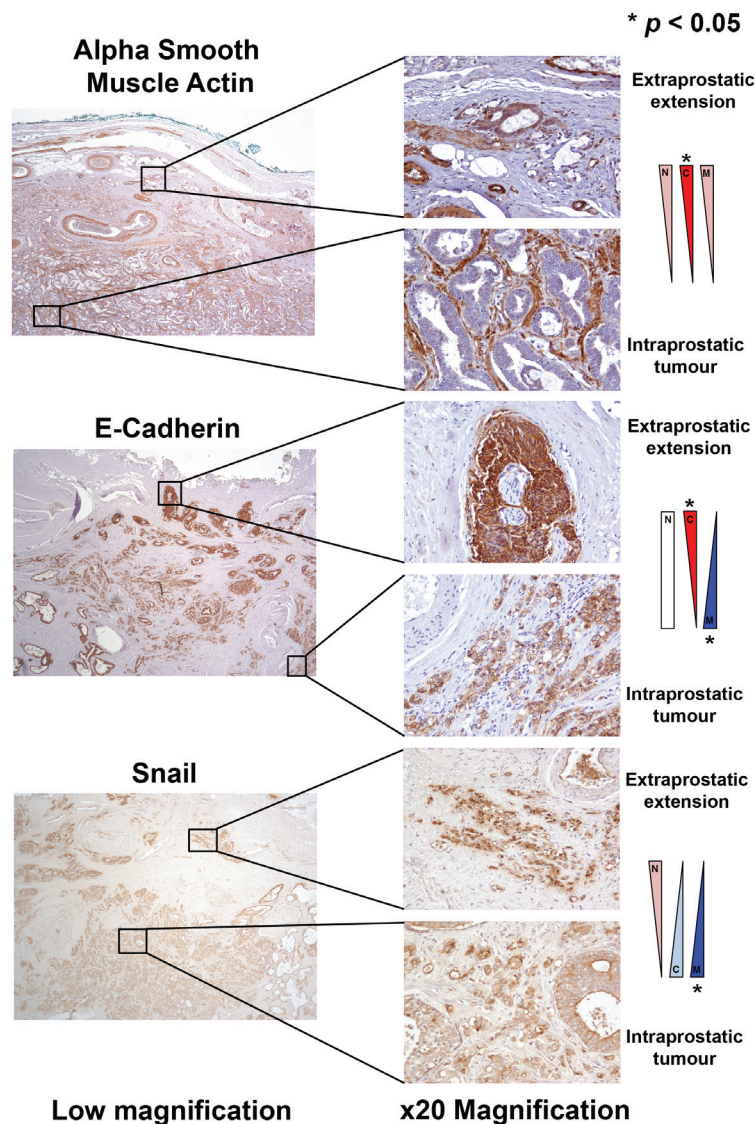 * p < 0.05
Alpha Smooth
Muscle Actin
Extraprostatic
extension
*
N C M
Intraprostatic
tumour
E-Cadherin
Extraprostatic
extension
*
N C
M
*
Intraprostatic
tumour
Snail
Extraprostatic
extension
N
C M
*
Intraprostatic
tumour
Low magnification
x20 Magnification